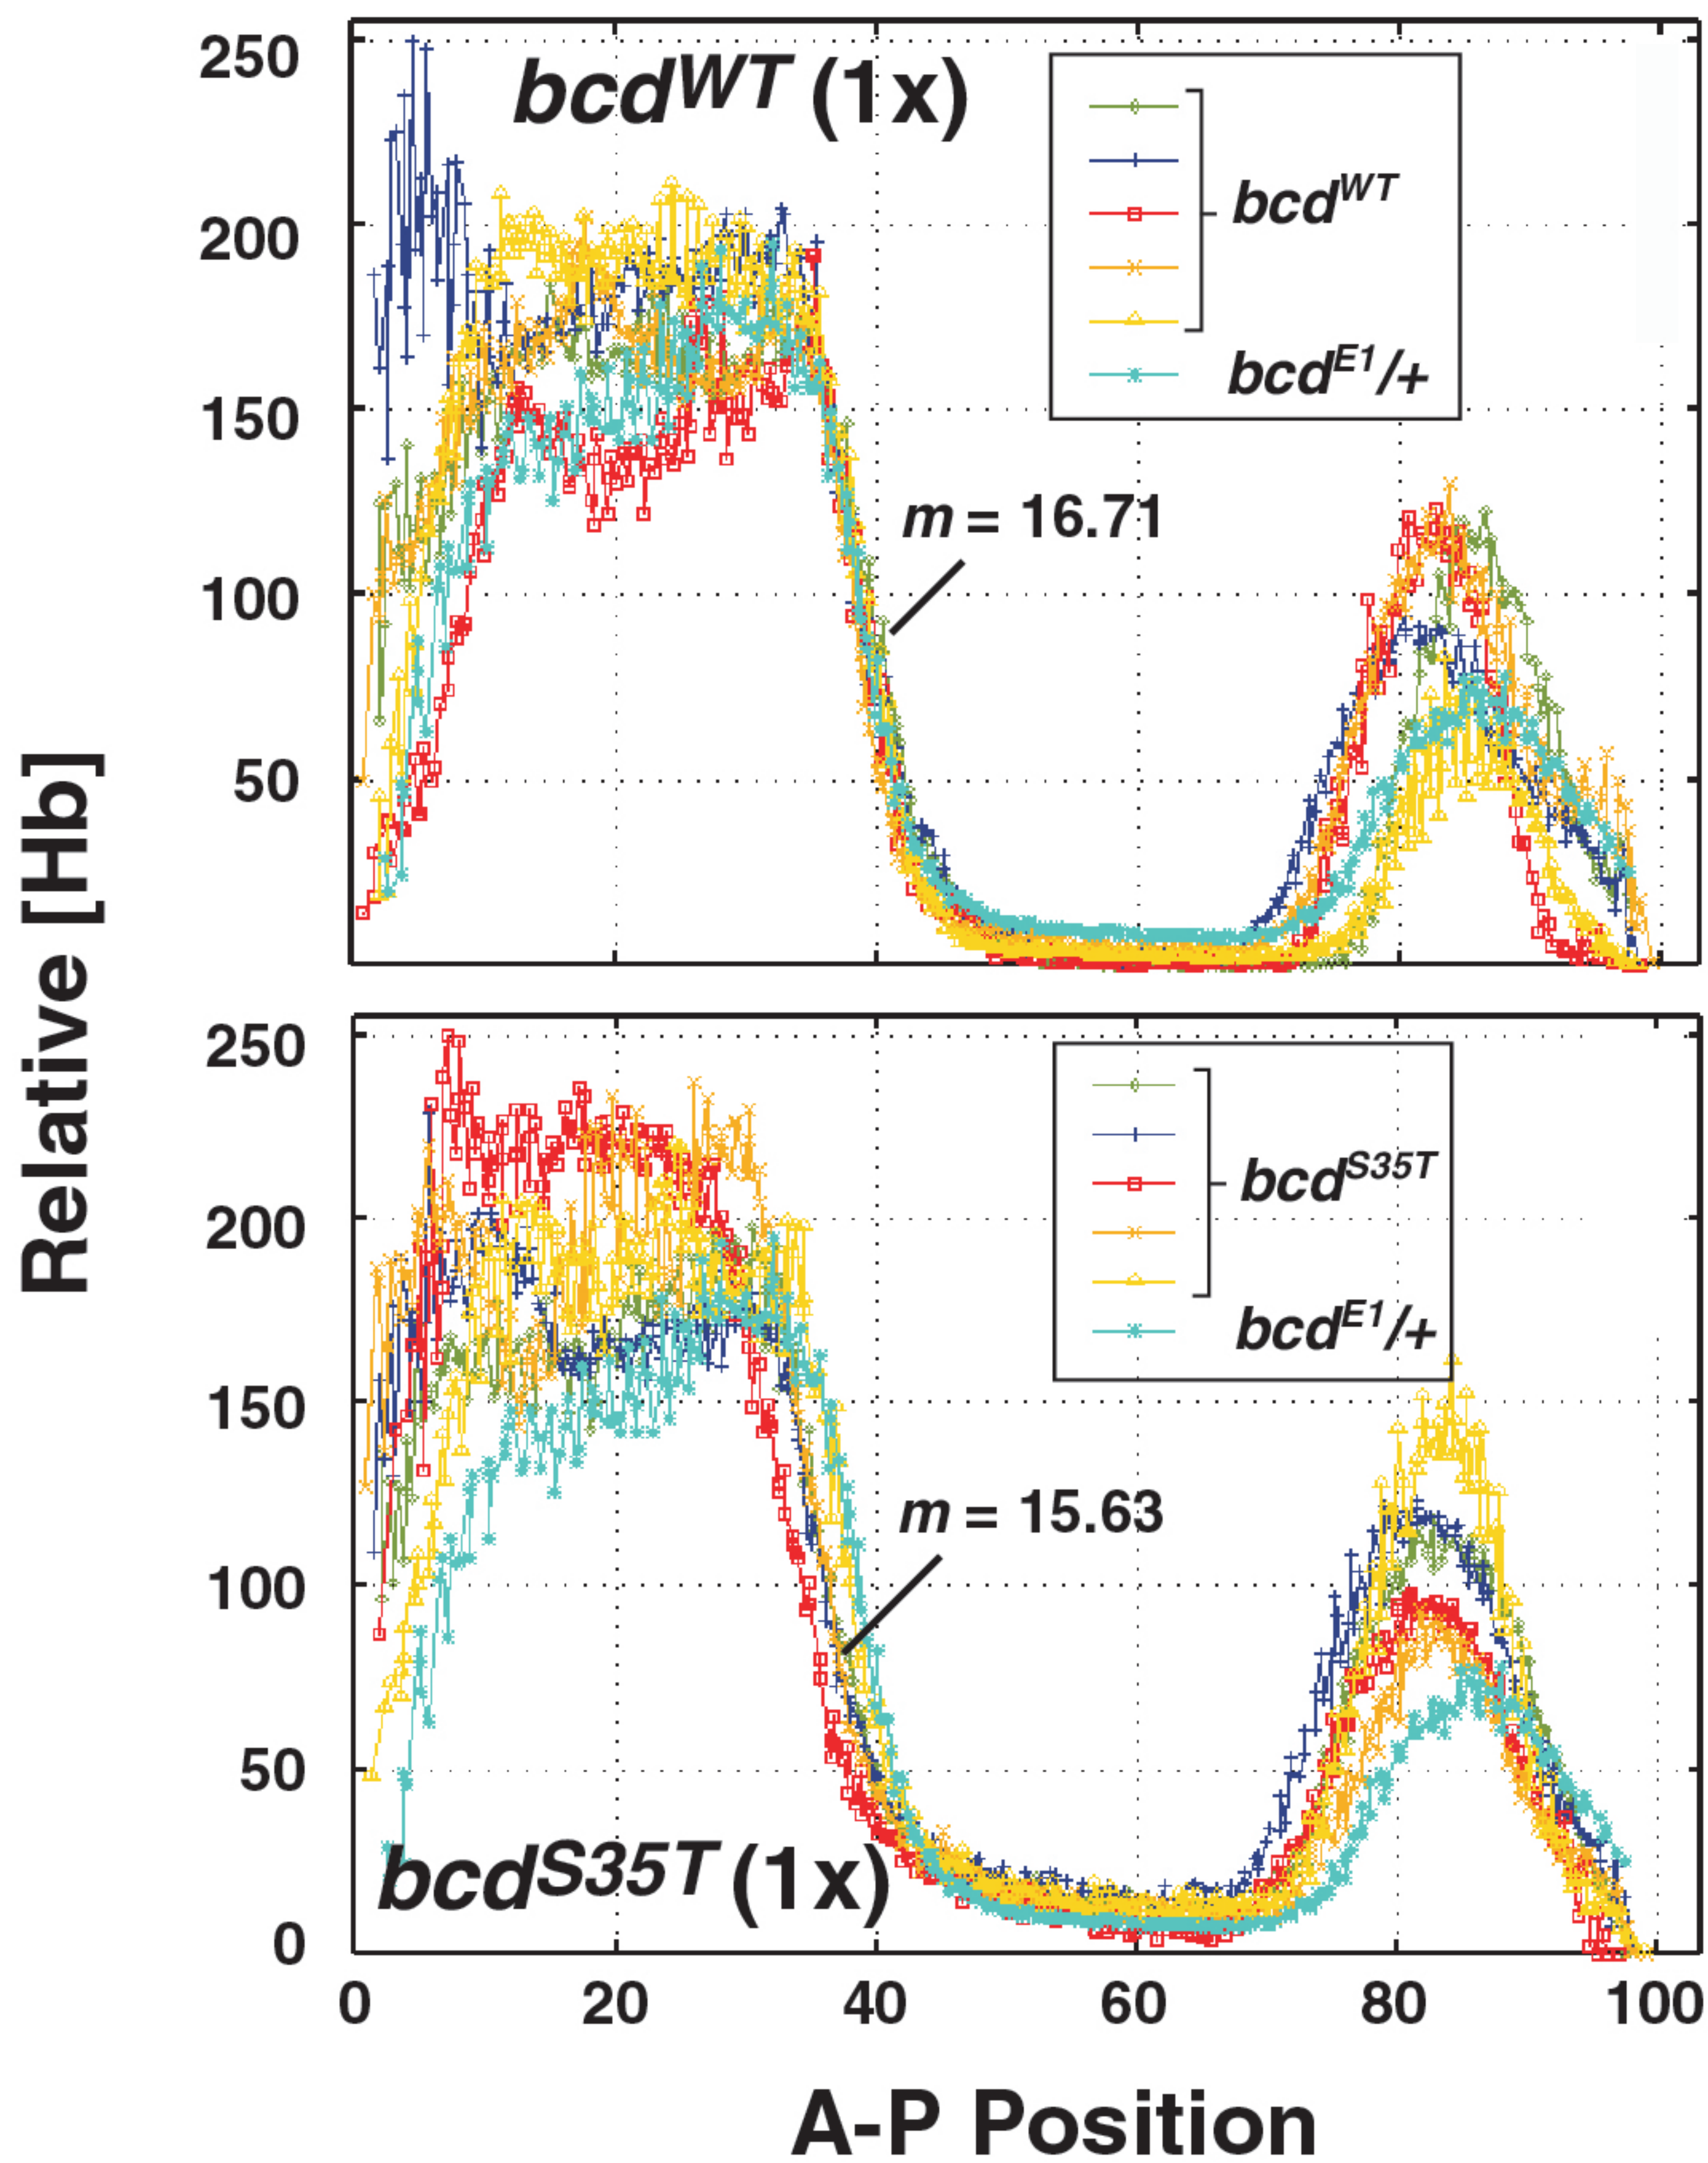 Relative [Hb]
bcdWT (1x)
250
200
150
100
50
bcdWT
bcdE1/+
m = 16.71
250
200
150
100
50
0
bcdS35T
bcdE1/+
m = 15.63
bcdS35T (1x)
0 20 40 60 80 100
A-P Position